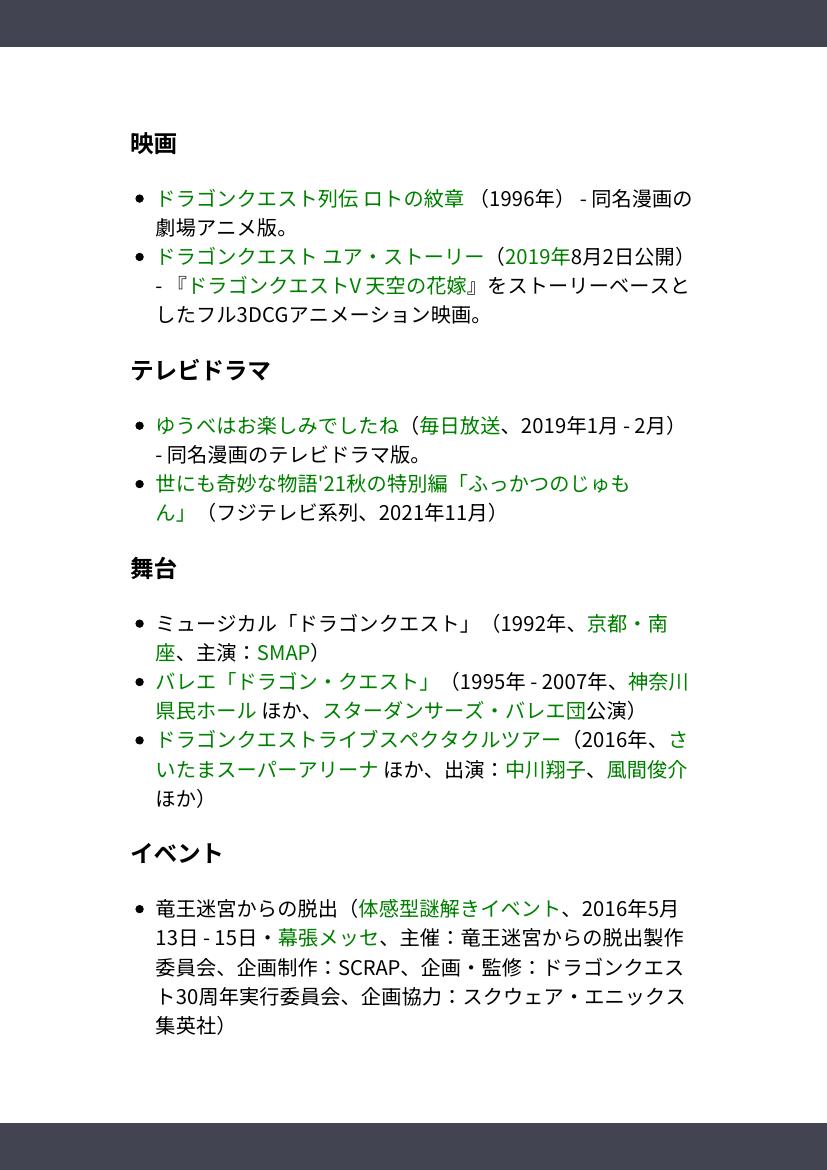 映画
ドラゴンクエスト列伝 ロトの紋章 （1996年） - 同名漫画の
劇場アニメ版。
ドラゴンクエスト ユア・ストーリー（2019年8月2日公開）
- 『ドラゴンクエストV 天空の花嫁』をストーリーベースと
したフル3DCGアニメーション映画。
テレビドラマ
ゆうべはお楽しみでしたね（毎日放送、2019年1月 - 2月）
- 同名漫画のテレビドラマ版。
世にも奇妙な物語'21秋の特別編「ふっかつのじゅも
ん」（フジテレビ系列、2021年11月）
舞台
ミュージカル「ドラゴンクエスト」（1992年、京都・南
座、主演：SMAP）
バレエ「ドラゴン・クエスト」（1995年 - 2007年、神奈川
県民ホール ほか、スターダンサーズ・バレエ団公演）
ドラゴンクエストライブスペクタクルツアー（2016年、さ
いたまスーパーアリーナ ほか、出演：中川翔子、風間俊介
ほか）
イベント
竜王迷宮からの脱出（体感型謎解きイベント、2016年5月
13日 - 15日・幕張メッセ、主催：竜王迷宮からの脱出製作
委員会、企画制作：SCRAP、企画・監修：ドラゴンクエス
ト30周年実行委員会、企画協力：スクウェア・エニックス
集英社）